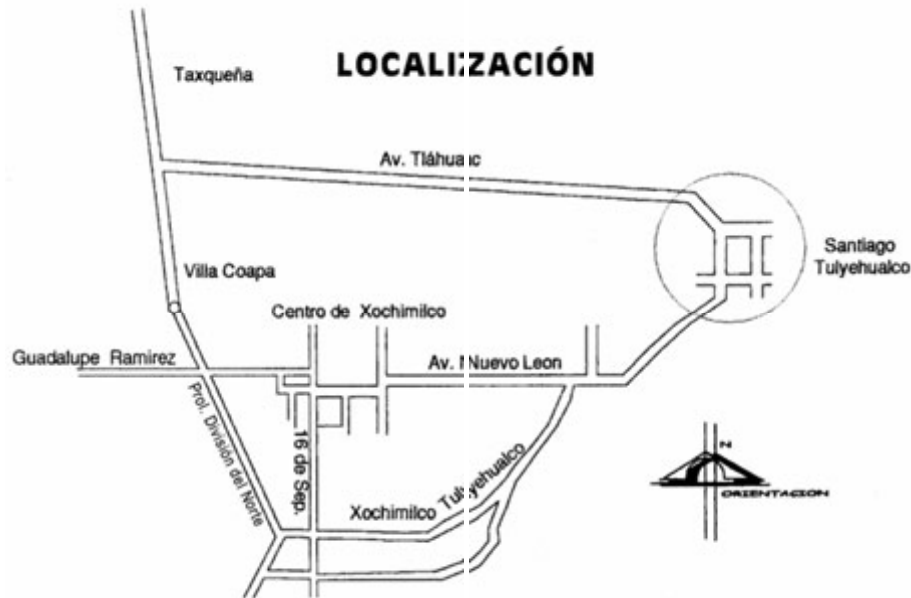 LOCALIZACIÓN
Taxqueña
Av. Tláhuac
Santiago
Tulyehualco
Villa Coapa
Centro de Xochimilco
Guadalupe Ramirez
Av. Nuevo Leon
Prol. División del Norte
16 de Sep.
Xochimilco Tulyehualco
N
ORIENTACION